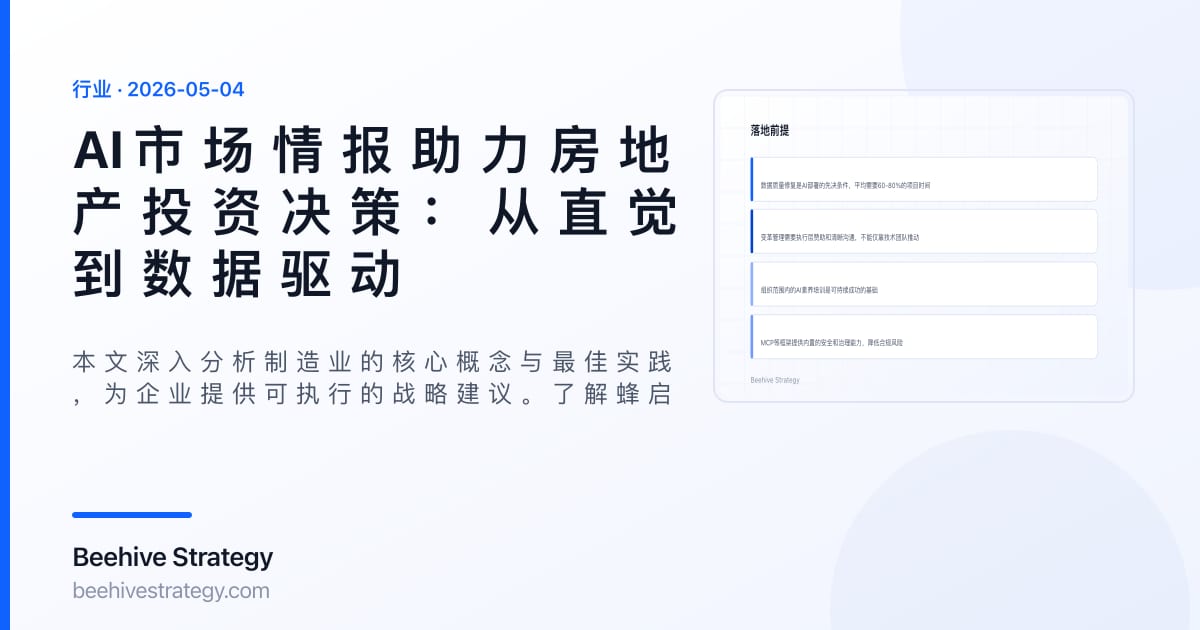 行业 · 2026-05-04
AI市场情报助力房地
产投资决策：从直觉
到数据驱动
本文深入分析制造业的核心概念与最佳实践
，为企业提供可执行的战略建议。了解蜂启
Beehive Strategy
beehivestrategy.com
落地前提
数据质量修复是AI部署的先决条件，平均需要60-80%的项目时间
变革管理需要执行层赞助和清晰沟通，不能仅靠技术团队推动
组织范围内的AI素养培训是可持续成功的基础
MCP等框架提供内置的安全和治理能力，降低合规风险
Beehive Strategy